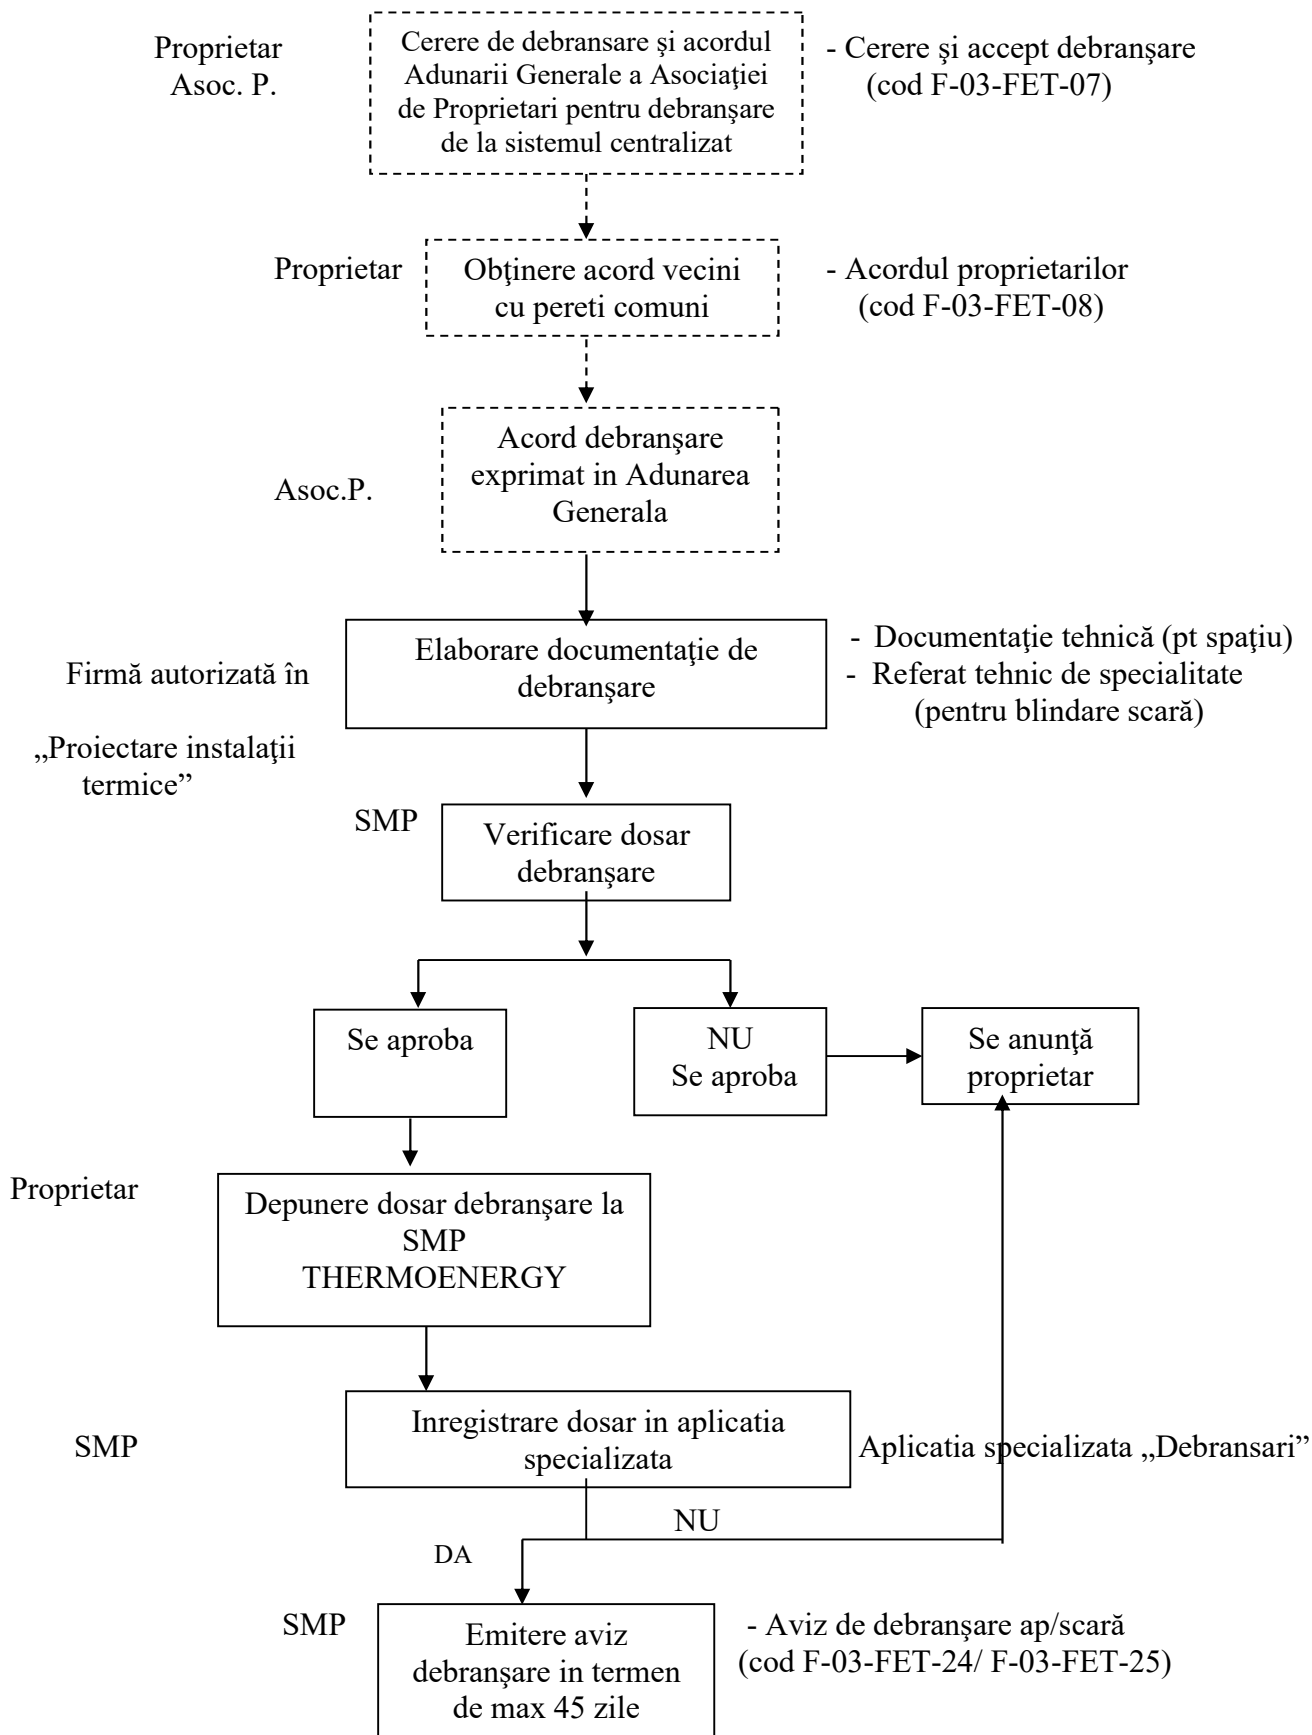 Proprietar
Asoc. P.
Cerere de debransare şi acordul
Adunarii Generale a Asociaţiei
de Proprietari pentru debranşare
de la sistemul centralizat
- Cerere şi accept debranşare
(cod F-03-FET-07)
Proprietar
Obţinere acord vecini
cu pereti comuni
- Acordul proprietarilor
(cod F-03-FET-08)
Asoc.P.
Acord debranşare
exprimat in Adunarea
Generala
Firmă autorizată în
„Proiectare instalaţii
termice”
Elaborare documentaţie de
debranşare
- Documentaţie tehnică (pt spaţiu)
- Referat tehnic de specialitate
(pentru blindare scară)
SMP
Verificare dosar
debranşare
Se aproba
NU
Se aproba
Se anunţă
proprietar
Proprietar
Depunere dosar debranşare la
SMP
THERMOENERGY
SMP
Inregistrare dosar in aplicatia
specializata
Aplicatia specializata „Debransari”
NU
DA
SMP
Emitere aviz
debranşare in termen
de max 45 zile
- Aviz de debranşare ap/scară
(cod F-03-FET-24/ F-03-FET-25)